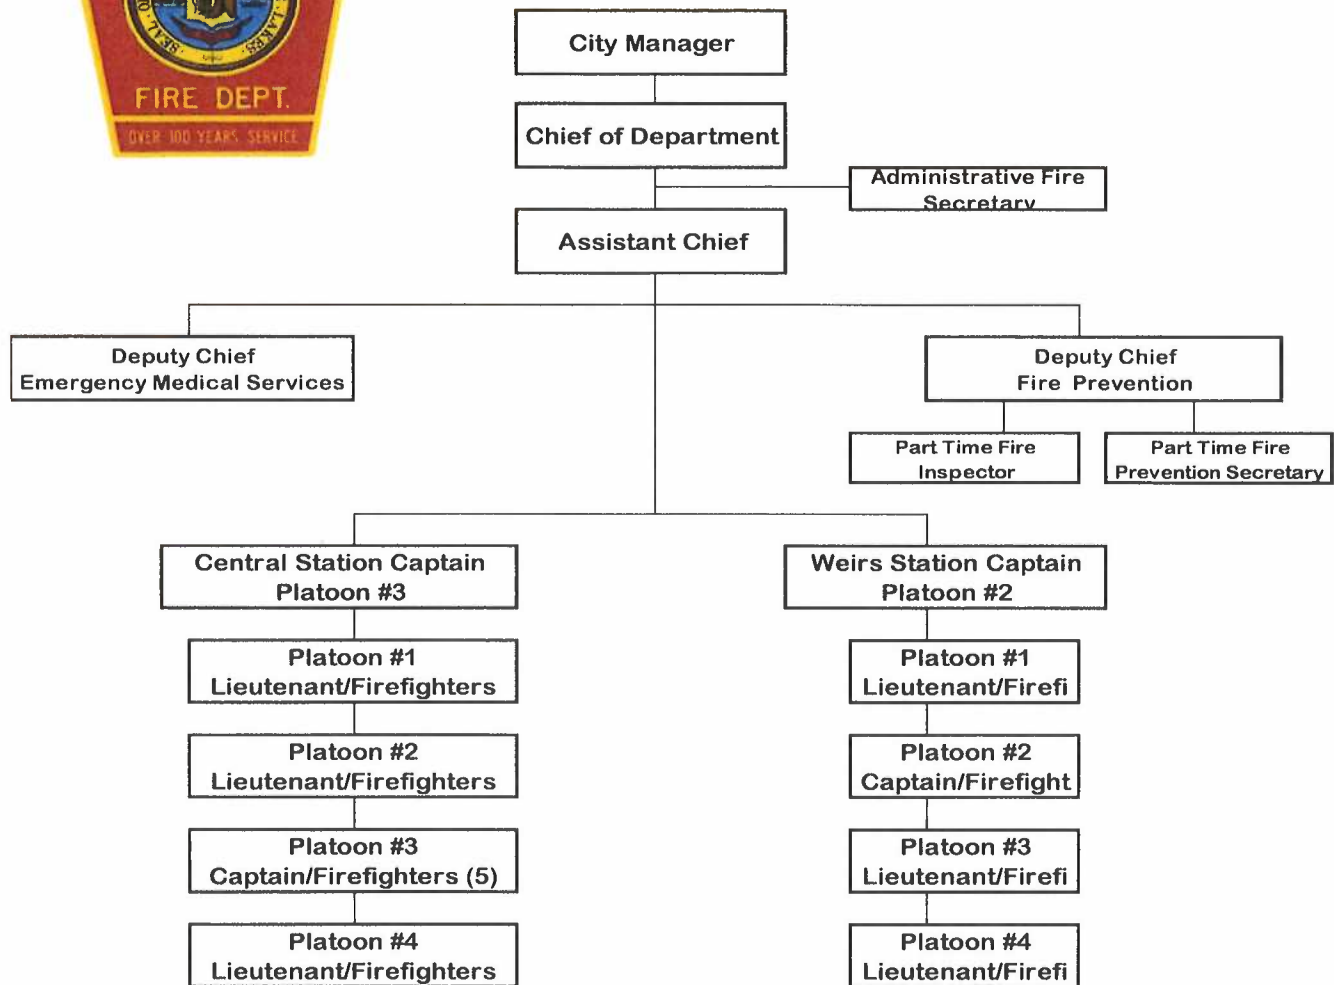 SEAL O
LAKES
FIRE DEPT.
OVER 100 YEARS SERVICE
City Manager
Chief of Department
Administrative Fire
Secretary
Assistant Chief
Deputy Chief
Emergency Medical Services
Deputy Chief
Fire Prevention
Part Time Fire
Inspector
Part Time Fire
Prevention Secretary
Central Station Captain
Platoon #3
Weirs Station Captain
Platoon #2
Platoon #1
Lieutenant/Firefighters
Platoon #1
Lieutenant/Firefi
Platoon #2
Lieutenant/Firefighters
Platoon #2
Captain/Firefight
Platoon #3
Captain/Firefighters (5)
Platoon #3
Lieutenant/Firefi
Platoon #4
Lieutenant/Firefighters
Platoon #4
Lieutenant/Firefi